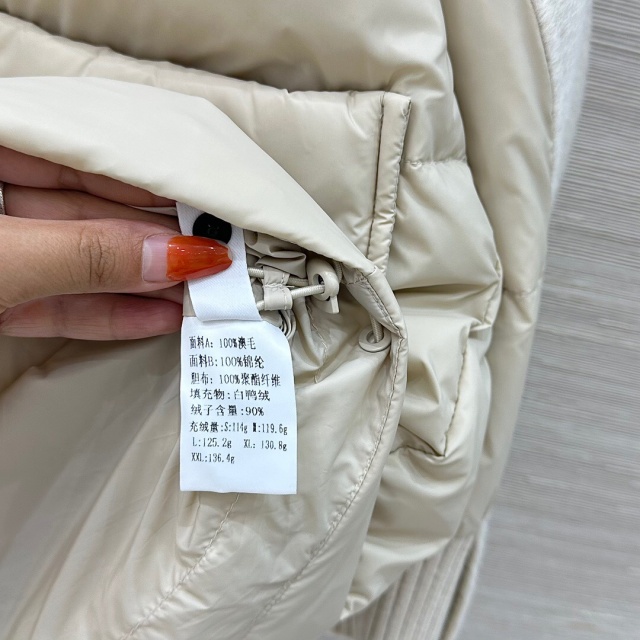 面料A: 100%澳毛
面料B: 100%锦纶
胆布: 100%聚酯纤维
填充物: 白鸭绒
绒子含量: 90%
充绒量: S:114g M:119.6g
L:125.2g XL: 130.8g
XXL:136.4g